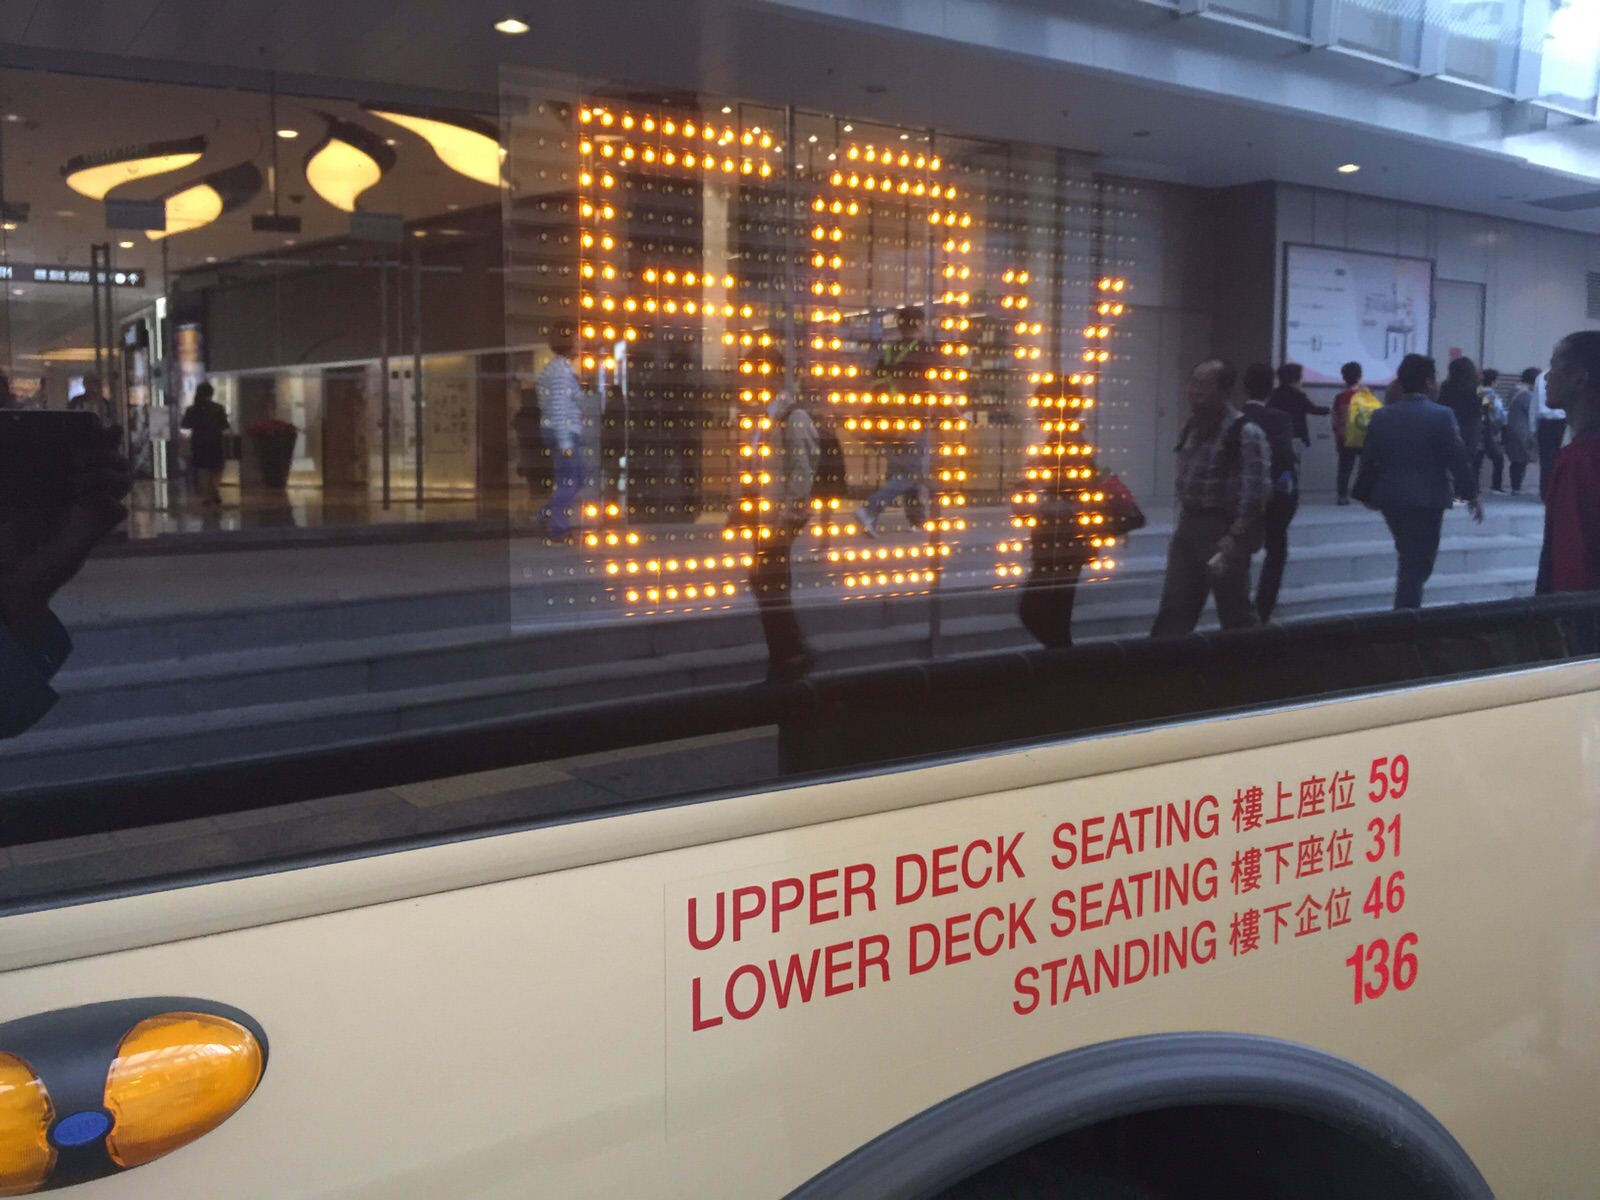 59X
UPPER DECK SEATING 樓上座位 59
LOWER DECK SEATING 樓下座位 31
STANDING 樓下企位 46
136